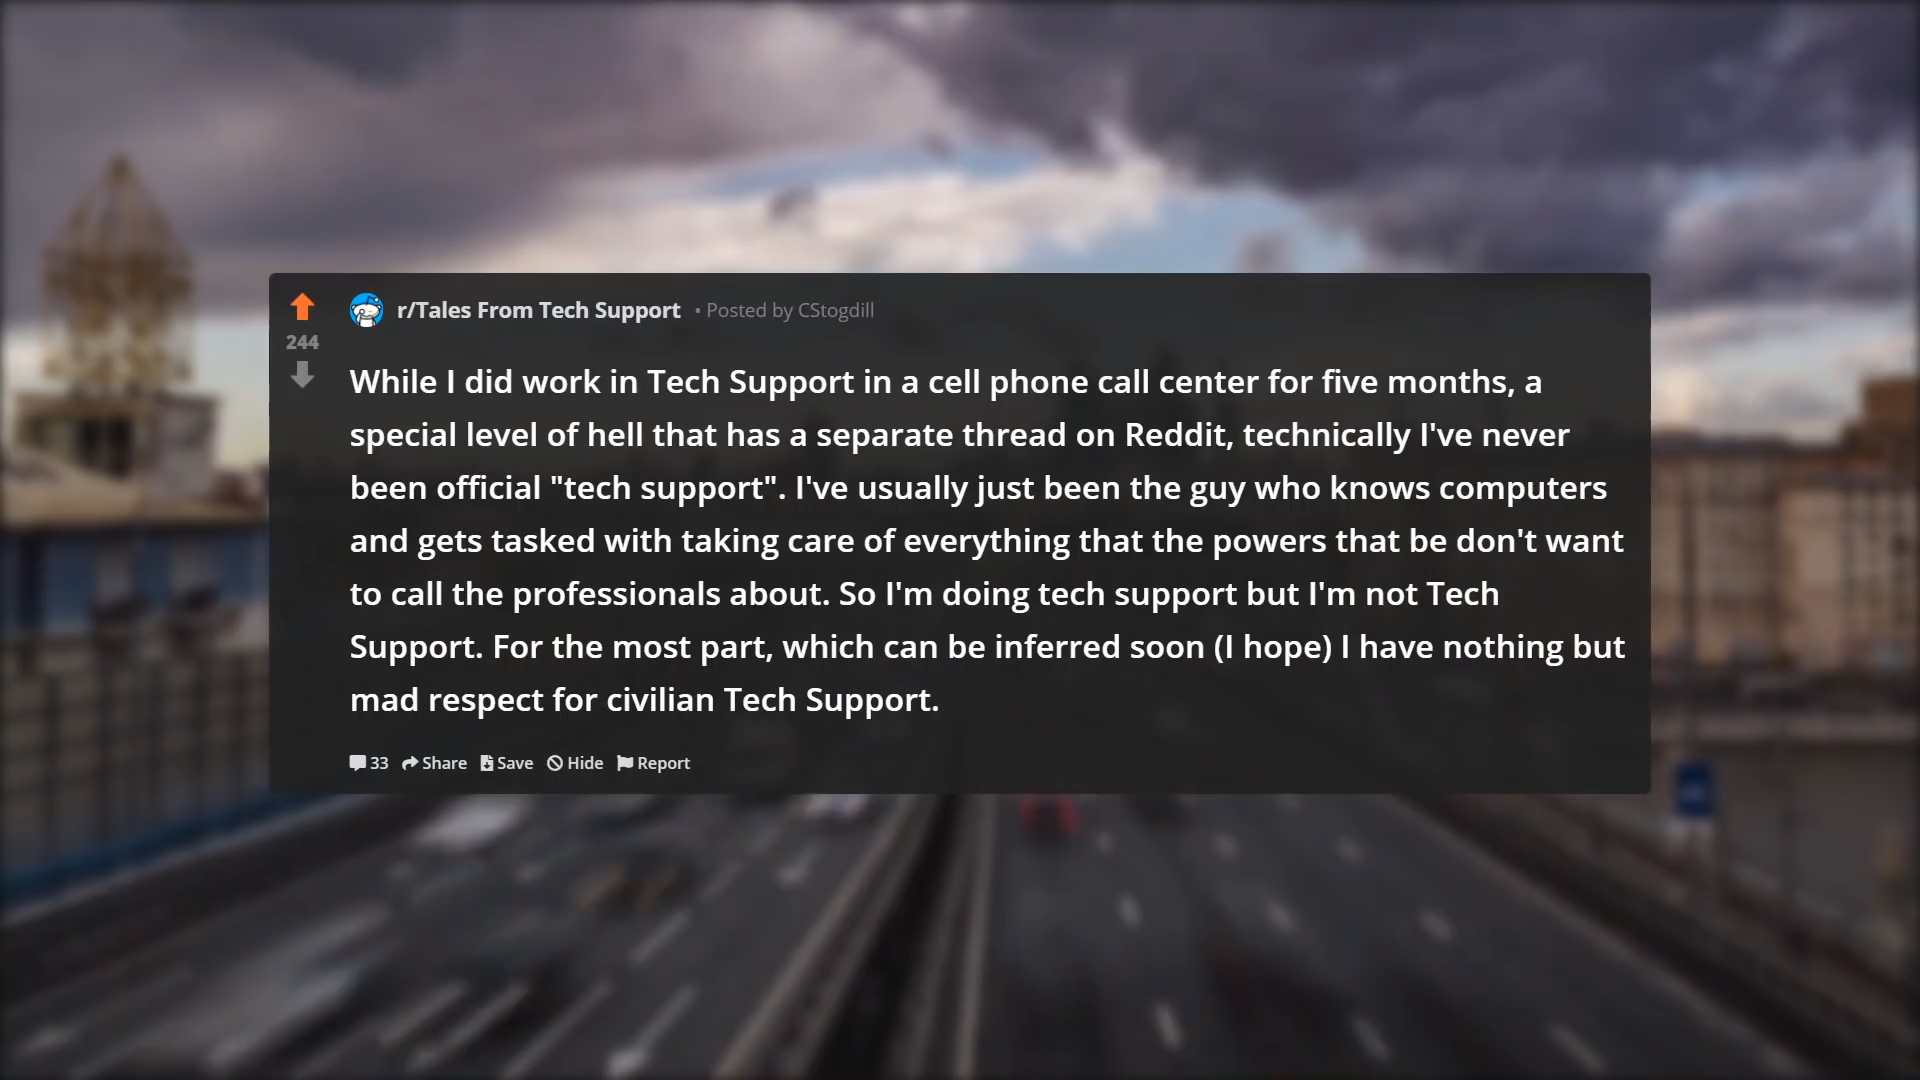 r/Tales From Tech Support • Posted by CStogdill
244
While I did work in Tech Support in a cell phone call center for five months, a
special level of hell that has a separate thread on Reddit, technically I've never
been official "tech support". I've usually just been the guy who knows computers
and gets tasked with taking care of everything that the powers that be don't want
to call the professionals about. So I'm doing tech support but I'm not Tech
Support. For the most part, which can be inferred soon (I hope) I have nothing but
mad respect for civilian Tech Support.
33 Share Save Hide Report